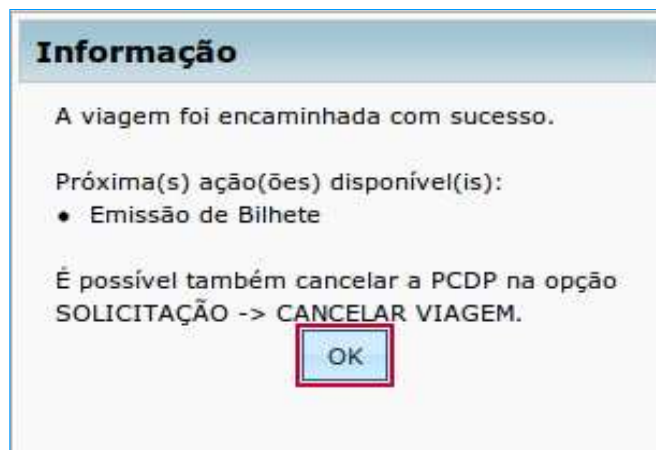 Informação
A viagem foi encaminhada com sucesso.
Próxima(s) ação(ões) disponível(is):
• Emissão de Bilhete
É possível também cancelar a PCDP na opção
SOLICITAÇÃO -> CANCELAR VIAGEM.
OK